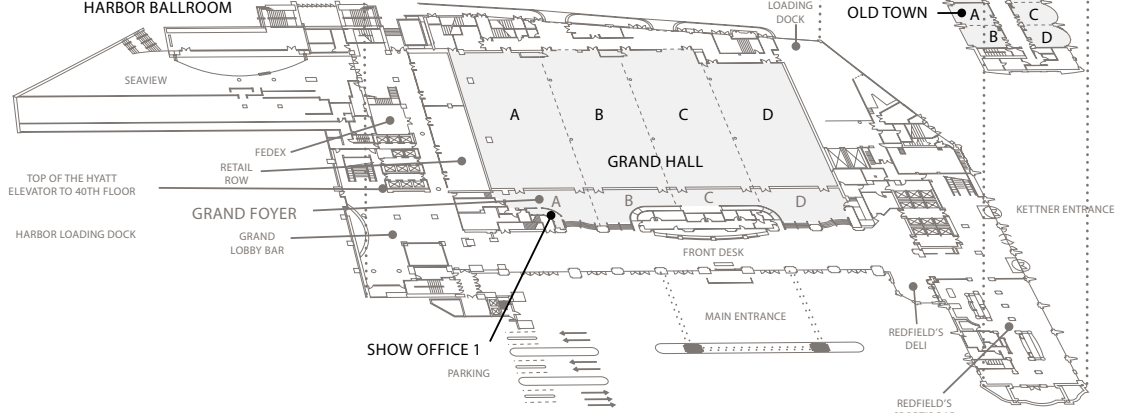 HARBOR BALLROOM
LOADING
DOCK
OLD TOWN
A
C
B
D
SEAVIEW
A
B
C
D
FEDEX
GRAND HALL
RETAIL
ROW
TOP OF THE HYATT
ELEVATOR TO 40TH FLOOR
A
B
C
D
GRAND FOYER
KETTNER ENTRANCE
HARBOR LOADING DOCK
GRAND
LOBBY BAR
FRONT DESK
MAIN ENTRANCE
REDFIELD'S
DELI
SHOW OFFICE 1
PARKING
REDFIELD'S